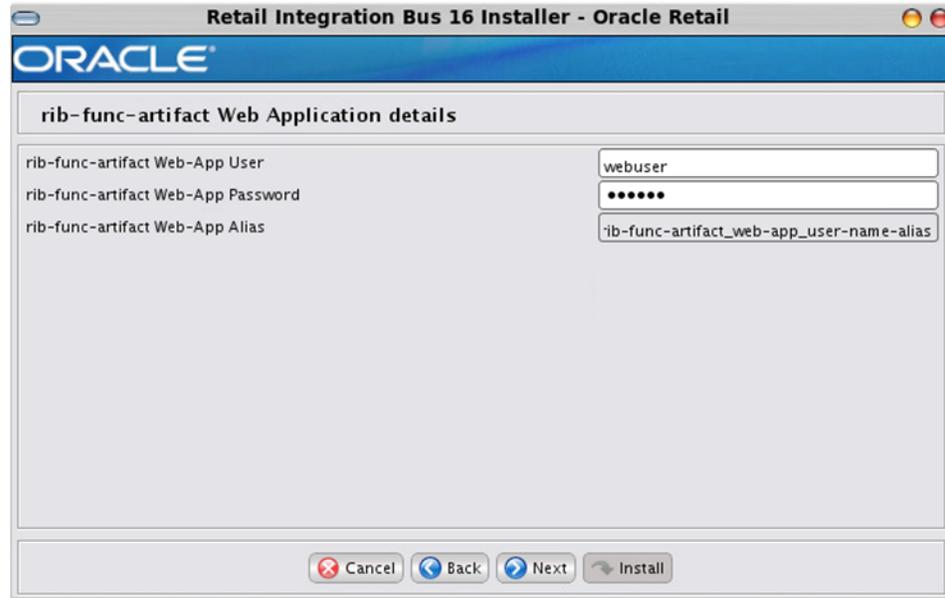 Retail Integration Bus 16 Installer - Oracle Retail
ORACLE®
rib-func-artifact Web Application details
rib-func-artifact Web-App User
webuser
rib-func-artifact Web-App Password
••••••
rib-func-artifact Web-App Alias
rib-func-artifact_web-app_user-name-alias
Cancel Back Next Install